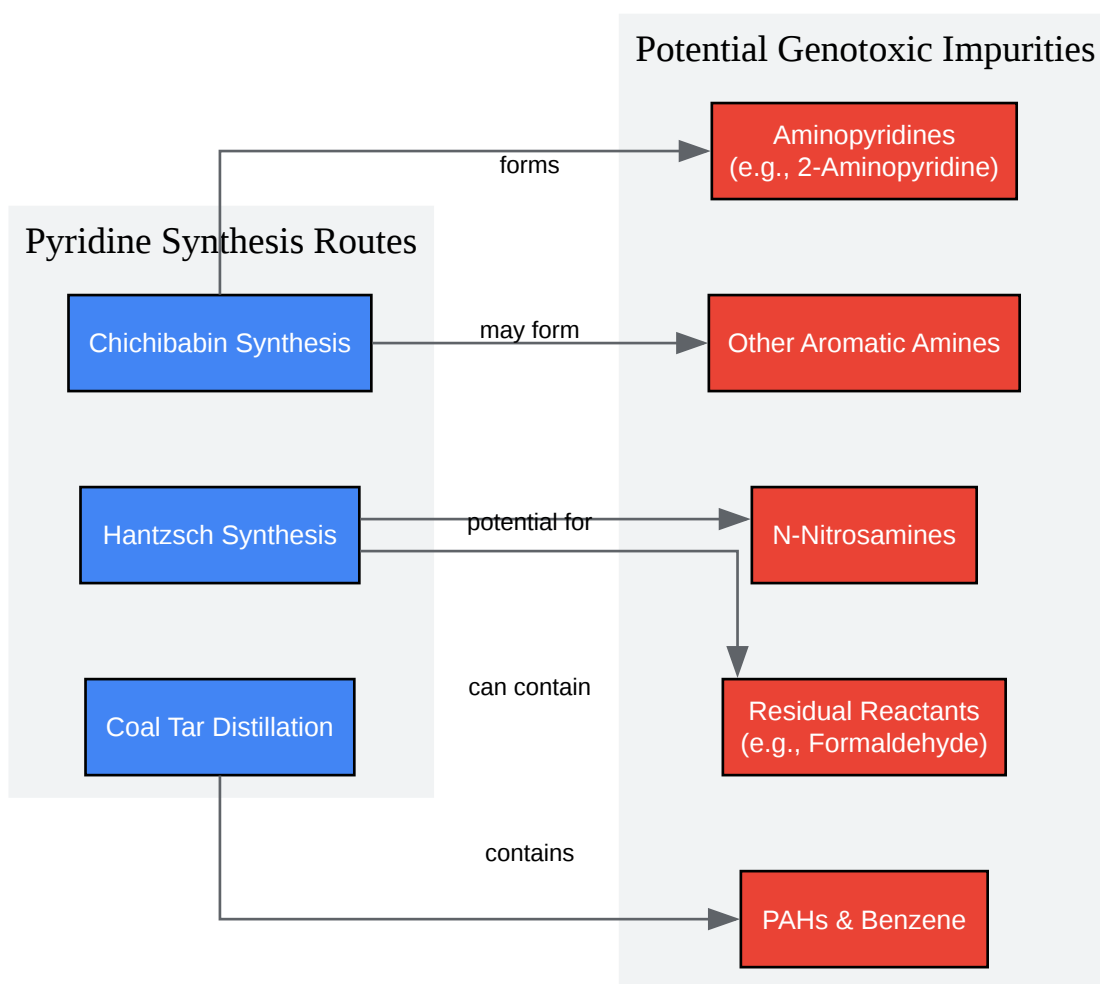 Potential Genotoxic Impurities
Aminopyridines
(e.g., 2-Aminopyridine)
forms
Pyridine Synthesis Routes
Chichibabin Synthesis
may form
Other Aromatic Amines
Hantzsch Synthesis
potential for
N-Nitrosamines
can contain
Residual Reactants
(e.g., Formaldehyde)
Coal Tar Distillation
contains
PAHs & Benzene